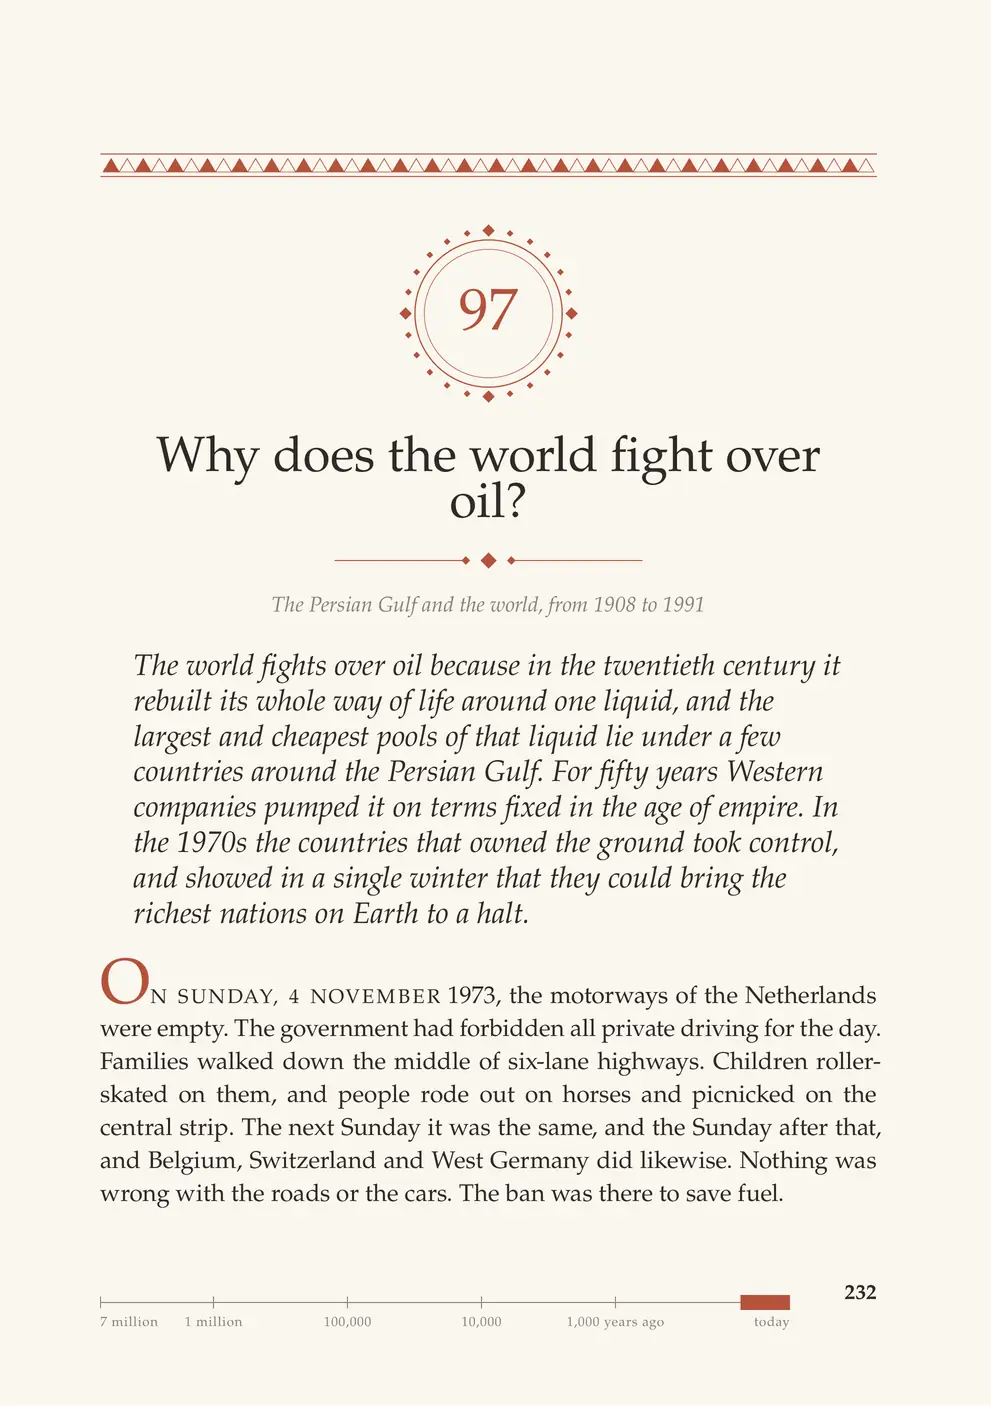 97
Why does the world fight over
oil?
The Persian Gulf and the world, from 1908 to 1991
The world fights over oil because in the twentieth century it
rebuilt its whole way of life around one liquid, and the
largest and cheapest pools of that liquid lie under a few
countries around the Persian Gulf. For fifty years Western
companies pumped it on terms fixed in the age of empire. In
the 1970s the countries that owned the ground took control,
and showed in a single winter that they could bring the
richest nations on Earth to a halt.
ON SUNDAY, 4 NOVEMBER 1973, the motorways of the Netherlands
were empty. The government had forbidden all private driving for the day.
Families walked down the middle of six-lane highways. Children roller-
skated on them, and people rode out on horses and picnicked on the
central strip. The next Sunday it was the same, and the Sunday after that,
and Belgium, Switzerland and West Germany did likewise. Nothing was
wrong with the roads or the cars. The ban was there to save fuel.
232
7 million 1 million 100,000 10,000 1,000 years ago today